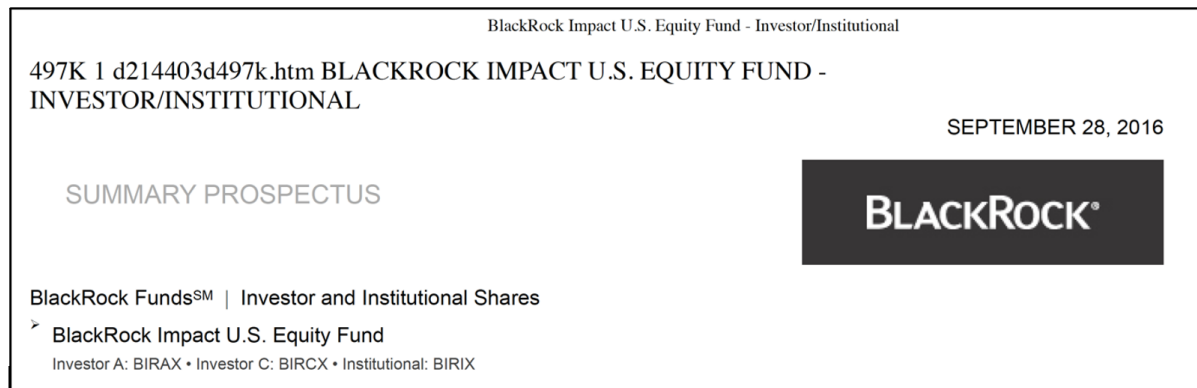 BlackRock Impact U.S. Equity Fund - Investor/Institutional
497K 1 d214403d497k.htm BLACKROCK IMPACT U.S. EQUITY FUND -
INVESTOR/INSTITUTIONAL
SEPTEMBER 28, 2016
SUMMARY PROSPECTUS
BLACKROCK®
BlackRock Funds℠ | Investor and Institutional Shares
➢ BlackRock Impact U.S. Equity Fund
Investor A: BIRAX • Investor C: BIRCX • Institutional: BIRIX